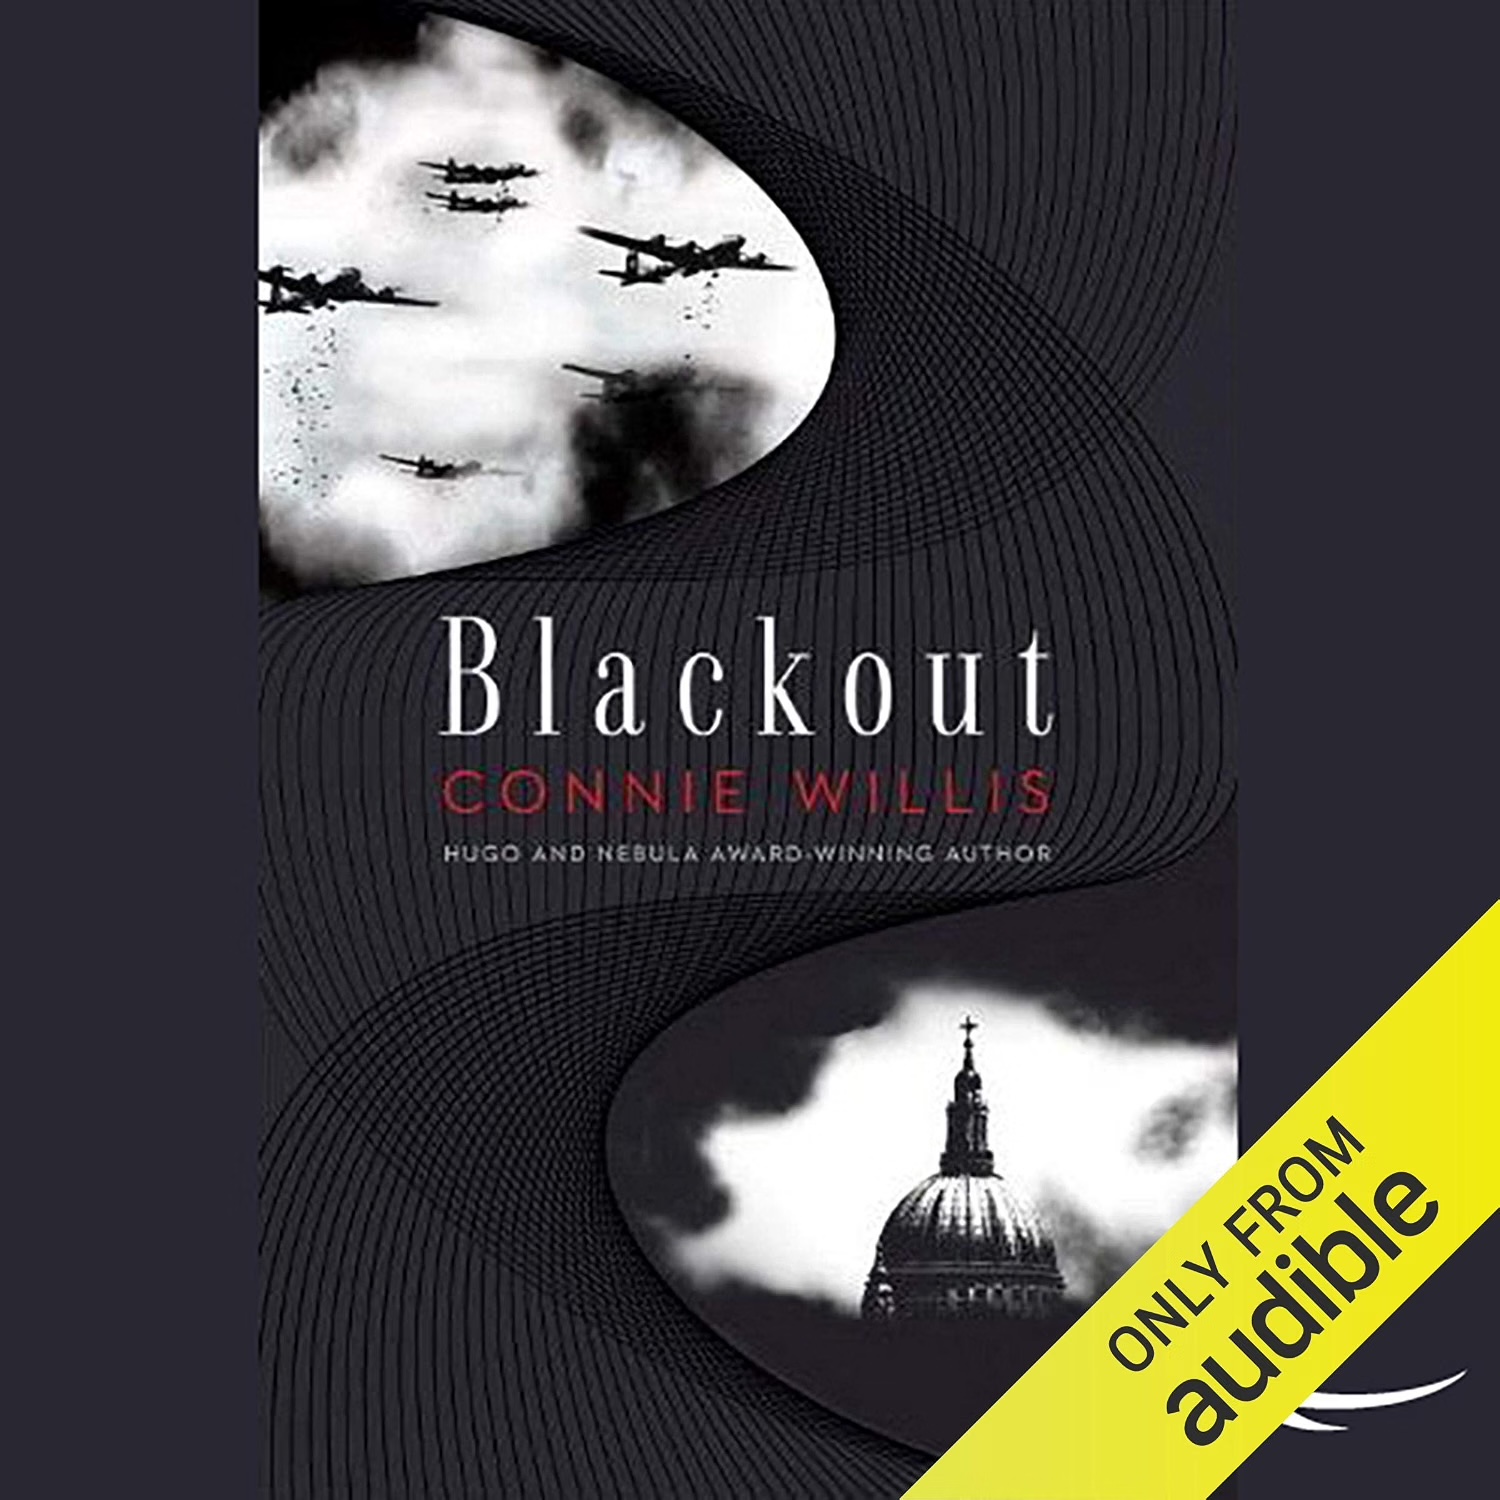 Blackout
CONNIE WILLIS
HUGO AND NEBULA AWARD-WINNING AUTHOR
ONLY FROM
audible